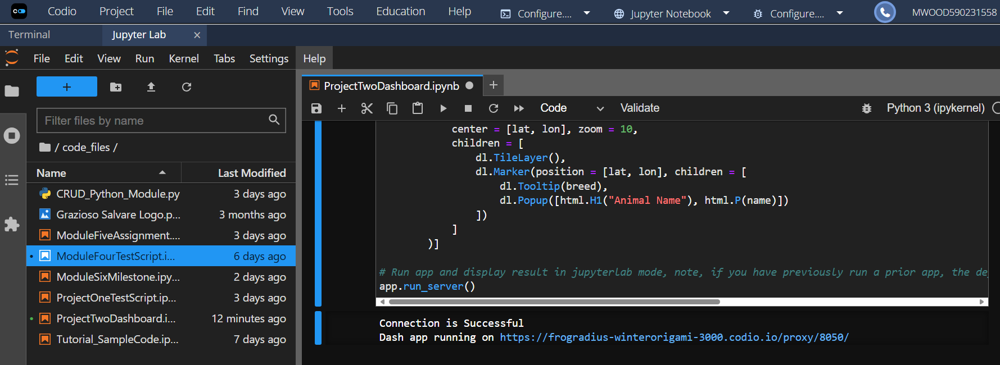 Codio Project File Edit Find View Tools Education Help Configure.... Jupyter Notebook Configure.... MWOOD590231558
Terminal Jupyter Lab
File Edit View Run Kernel Tabs Settings Help
ProjectTwoDashboard.ipynb
Code Validate Python 3 (ipykernel)
Filter files by name
/ code_files /
Name Last Modified
CRUD_Python_Module.py 3 days ago
Grazioso Salvare Logo.p... 3 months ago
ModuleFiveAssignment.... 3 days ago
ModuleFourTestScript.i... 6 days ago
ModuleSixMilestone.ipy... 2 days ago
ProjectOneTestScript.ip... 3 days ago
ProjectTwoDashboard.i... 12 minutes ago
Tutorial_SampleCode.ip... 7 days ago
center = [lat, lon], zoom = 10,
children = [
dl.TileLayer(),
dl.Marker(position = [lat, lon], children = [
dl.Tooltip(breed),
dl.Popup([html.H1("Animal Name"), html.P(name)])
])
]
)]
# Run app and display result in jupyterlab mode, note, if you have previously run a prior app, the de
app.run_server()
Connection is Successful
Dash app running on https://frogradius-winterorigami-3000.codio.io/proxy/8050/